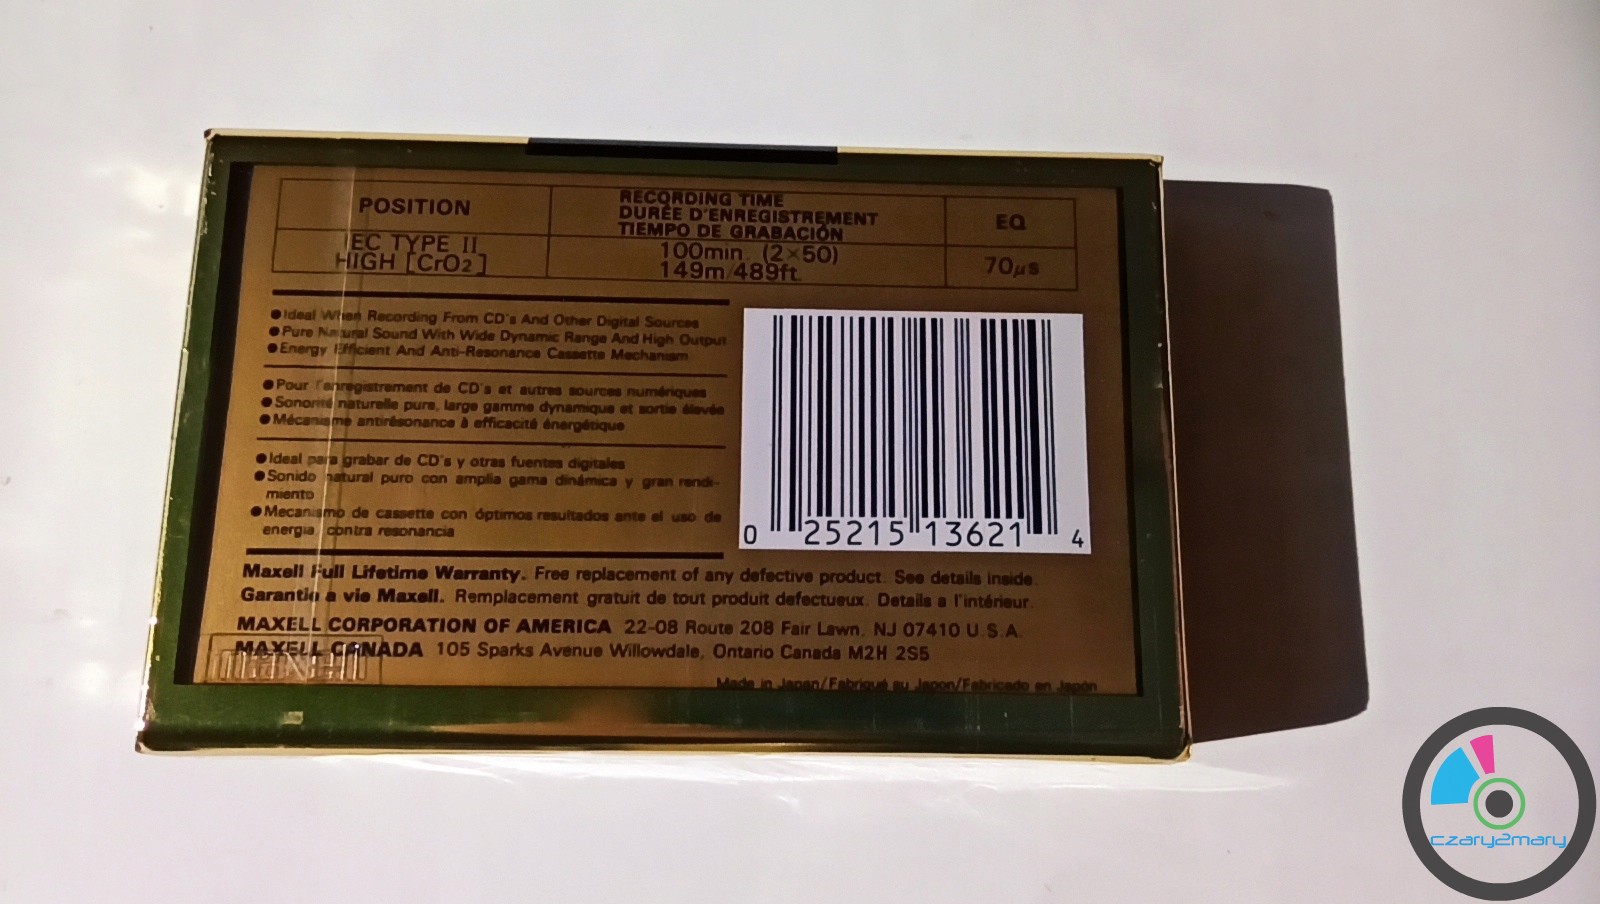 POSITION
RECORDING TIME
DURÉE D'ENREGISTREMENT
TIEMPO DE GRABACIÓN
EQ
IEC TYPE II
HIGH [CrO2]
100min. (2×50)
149m/489ft.
70µs
●Ideal When Recording From CD's And Other Digital Sources
●Pure Natural Sound With Wide Dynamic Range And High Output
●Energy Efficient And Anti-Resonance Cassette Mechanism
●Pour l'enregistrement de CD's et autres sources numériques
●Sonorité naturelle pure, large gamme dynamique et sortie élevée
●Mécanisme antirésonance à efficacité énergétique
●Ideal para grabar de CD's y otras fuentes digitales
●Sonido natural puro con amplia gama dinámica y gran rendi-
miento
●Mecanismo de cassette con óptimos resultados ante el uso de
energia contra resonancia
0 25215 13621 4
Maxell Full Lifetime Warranty. Free replacement of any defective product. See details inside.
Garantie a vie Maxell. Remplacement gratuit de tout produit defectueux. Details a l'intérieur.
MAXELL CORPORATION OF AMERICA 22-08 Route 208 Fair Lawn, NJ 07410 U.S.A.
MAXELL CANADA 105 Sparks Avenue Willowdale, Ontario Canada M2H 2S5
maxell
Made in Japan/Fabriqué au Japon/Fabricado en Japón
czary2mary